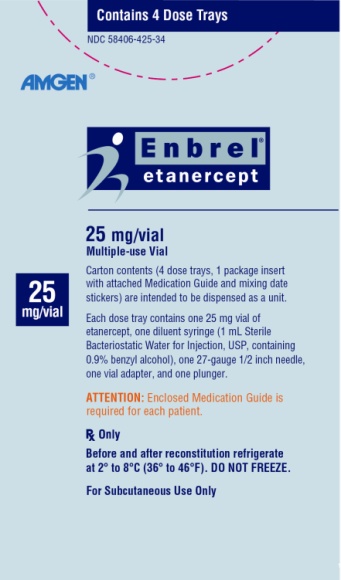 Contains 4 Dose Trays
NDC 58406-425-34
AMGEN®
Enbrel®
etanercept
25 mg/vial
Multiple-use Vial
Carton contents (4 dose trays, 1 package insert
with attached Medication Guide and mixing date
stickers) are intended to be dispensed as a unit.
25
mg/vial
Each dose tray contains one 25 mg vial of
etanercept, one diluent syringe (1 mL Sterile
Bacteriostatic Water for Injection, USP, containing
0.9% benzyl alcohol), one 27-gauge 1/2 inch needle,
one vial adapter, and one plunger.
ATTENTION: Enclosed Medication Guide is
required for each patient.
℞ Only
Before and after reconstitution refrigerate
at 2° to 8°C (36° to 46°F). DO NOT FREEZE.
For Subcutaneous Use Only